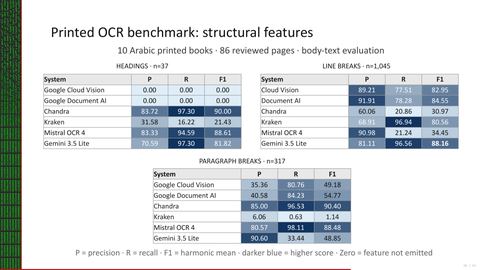 Printed OCR benchmark: structural features
10 Arabic printed books · 86 reviewed pages · body-text evaluation
HEADINGS · n=37
System P R F1
Google Cloud Vision 0.00 0.00 0.00
Google Document AI 0.00 0.00 0.00
Chandra 83.72 97.30 90.00
Kraken 31.58 16.22 21.43
Mistral OCR 4 83.33 94.59 88.61
Gemini 3.5 Lite 70.59 97.30 81.82
LINE BREAKS · n=1,045
System P R F1
Cloud Vision 89.21 77.51 82.95
Document AI 91.91 78.28 84.55
Chandra 60.06 20.86 30.97
Kraken 68.91 96.94 80.56
Mistral OCR 4 90.98 21.24 34.45
Gemini 3.5 Lite 81.11 96.56 88.16
PARAGRAPH BREAKS · n=317
System P R F1
Google Cloud Vision 35.36 80.76 49.18
Google Document AI 40.58 84.23 54.77
Chandra 85.00 96.53 90.40
Kraken 6.06 0.63 1.14
Mistral OCR 4 80.57 98.11 88.48
Gemini 3.5 Lite 90.60 33.44 48.85
P = precision · R = recall · F1 = harmonic mean · darker blue = higher score · Zero = feature not emitted